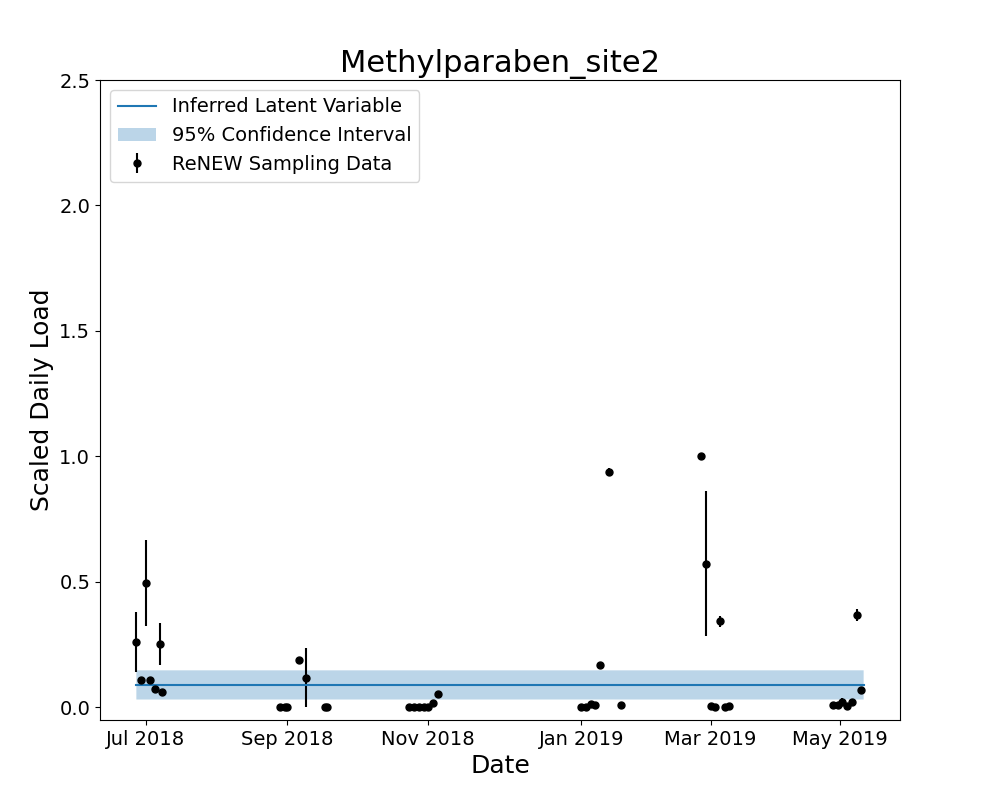 Methylparaben_site2
2.5
2.0
1.5
1.0
0.5
0.0
Scaled Daily Load
Inferred Latent Variable
95% Confidence Interval
ReNEW Sampling Data
Jul 2018 Sep 2018 Nov 2018 Jan 2019 Mar 2019 May 2019
Date